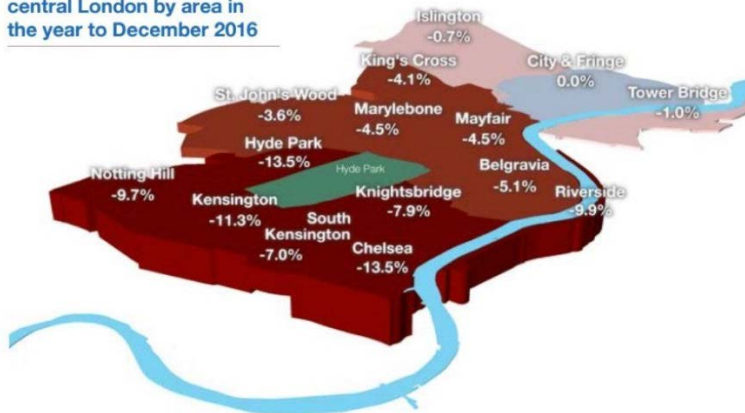 central London by area in
the year to December 2016
Islington
-0.7%
King's Cross
-4.1%
City & Fringe
0.0%
Tower Bridge
-1.0%
St. John's Wood
-3.6%
Marylebone
-4.5%
Mayfair
-4.5%
Hyde Park
-13.5%
Hyde Park
Notting Hill
-9.7%
Kensington
-11.3%
Knightsbridge
-7.9%
Belgravia
-5.1%
Riverside
-9.9%
South
Kensington
-7.0%
Chelsea
-13.5%